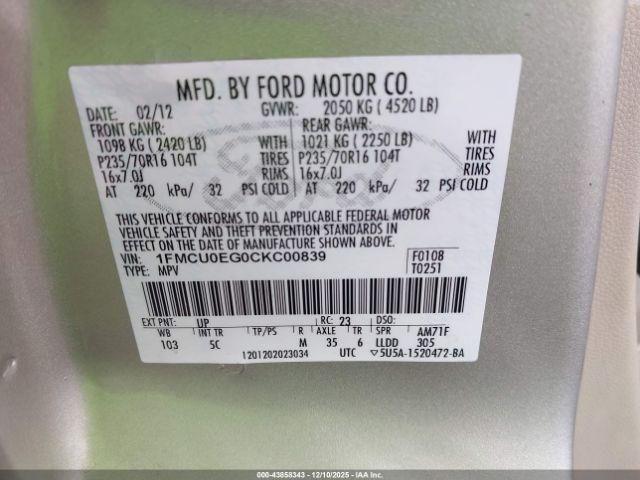 MFD. BY FORD MOTOR CO.
DATE: 02/12 GVWR: 2050 KG ( 4520 LB)
FRONT GAWR: REAR GAWR:
1098 KG ( 2420 LB) WITH 1021 KG ( 2250 LB) WITH
P235/70R16 104T TIRES P235/70R16 104T TIRES
16x7.0J RIMS 16x7.0J RIMS
AT 220 kPa/ 32 PSI COLD AT 220 kPa/ 32 PSI COLD
THIS VEHICLE CONFORMS TO ALL APPLICABLE FEDERAL MOTOR
VEHICLE SAFETY AND THEFT PREVENTION STANDARDS IN
EFFECT ON THE DATE OF MANUFACTURE SHOWN ABOVE.
VIN: 1FMCU0EG0CKC00839 F0108
TYPE: MPV T0251
EXT PNT: UP RC: 23 DSO:
WB INT TR TP/PS R AXLE TR SPR AM71F
103 5C M 35 6 LLDD 305
1201202023034 UTC ▽5U5A-1520472-BA
000-43858343 - 12/10/2025 - IAAI.com